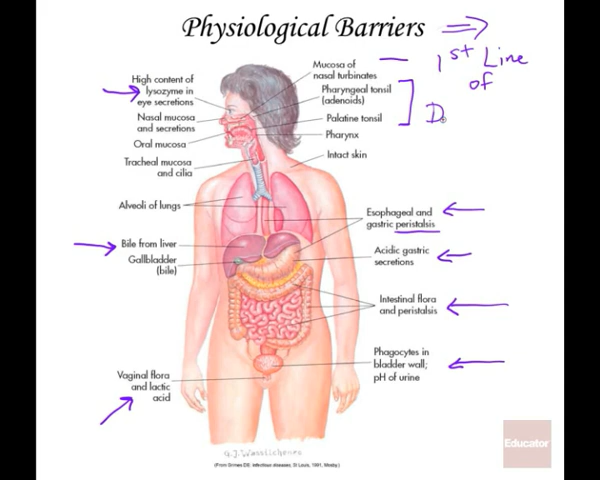 Physiological Barriers
1st Line
of
D
High content of
lysozyme in
eye secretions
Nasal mucosa
and secretions
Oral mucosa
Tracheal mucosa
and cilia
Alveoli of lungs
Bile from liver
Gallbladder
(bile)
Vaginal flora
and lactic
acid
Mucosa of
nasal turbinates
Pharyngeal tonsil
(adenoids)
Palatine tonsil
Pharynx
Intact skin
Esophageal and
gastric peristalsis
Acidic gastric
secretions
Intestinal flora
and peristalsis
Phagocytes in
bladder wall;
pH of urine
Educator
(From Grimes DE: Infectious diseases, St Louis, 1991, Mosby.)